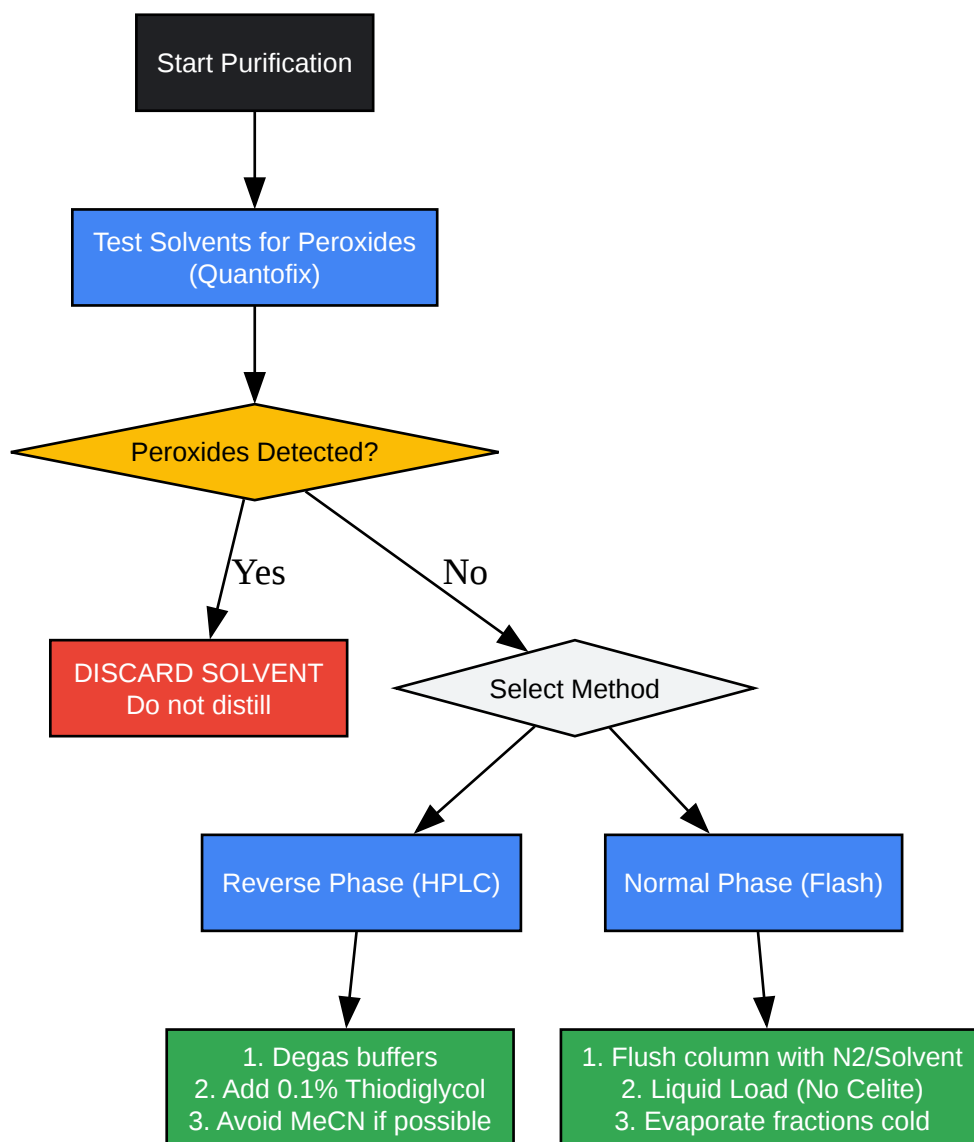 Start Purification
Test Solvents for Peroxides
(Quantofix)
Peroxides Detected?
Yes
No
DISCARD SOLVENT
Do not distill
Select Method
Reverse Phase (HPLC)
Normal Phase (Flash)
1. Degas buffers
2. Add 0.1% Thiodiglycol
3. Avoid MeCN if possible
1. Flush column with N2/Solvent
2. Liquid Load (No Celite)
3. Evaporate fractions cold